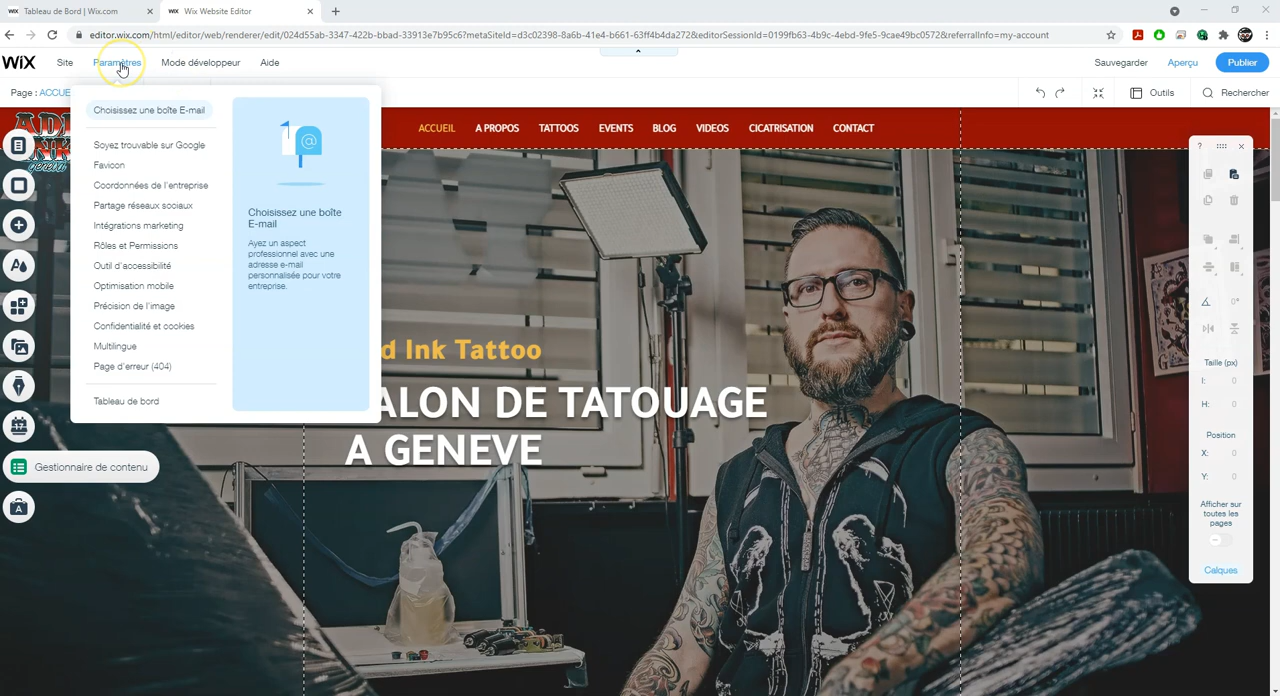 Tableau de Bord | Wix.com
Wix Website Editor
editor.wix.com/html/editor/web/renderer/edit/024d55ab-3347-422b-bbad-33913e7b95c6?metaSiteId=d3c02398-8a6b-41e4-b661-63ff4b4da272&editorSessionId=0199fb63-4b9c-4ebd-9fe5-9cae49bc0572&referralInfo=my-account
WiX Site Paramètres Mode développeur Aide Sauvegarder Aperçu Publier
Page : ACCUE Outils Rechercher
ACCUEIL A PROPOS TATTOOS EVENTS BLOG VIDEOS CICATRISATION CONTACT
Choisissez une boîte E-mail
Soyez trouvable sur Google
Favicon
Coordonnées de l'entreprise
Partage réseaux sociaux
Intégrations marketing
Rôles et Permissions
Outil d'accessibilité
Optimisation mobile
Précision de l'image
Confidentialité et cookies
Multilingue
Page d'erreur (404)
Tableau de bord
Choisissez une boîte
E-mail
Ayez un aspect
professionnel avec une
adresse e-mail
personnalisée pour votre
entreprise.
d Ink Tattoo
ALON DE TATOUAGE
A GENEVE
Gestionnaire de contenu
17
A
?
0°
Taille (px)
l: 0
H: 0
Position
X: 0
Y: 0
Afficher sur
toutes les
pages
Calques